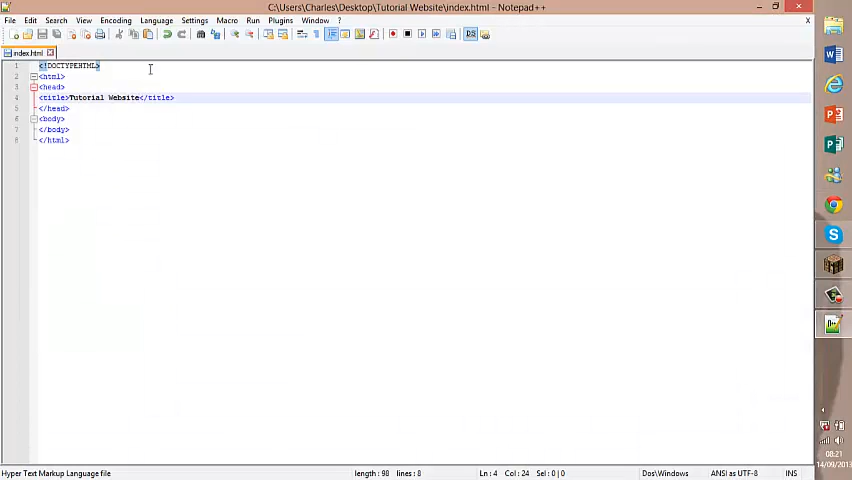 C:\Users\Charles\Desktop\Tutorial Website\index.html - Notepad++
File Edit Search View Encoding Language Settings Macro Run Plugins Window ? X
index.html
1 <!DOCTYPEHTML>
2 <html>
3 <head>
4 <title>Tutorial Website</title>
5 </head>
6 <body>
7 </body>
8 </html>
Hyper Text Markup Language file length : 98 lines : 8 Ln : 4 Col : 24 Sel : 0 | 0 Dos\Windows ANSI as UTF-8 INS
08:21
14/09/2013